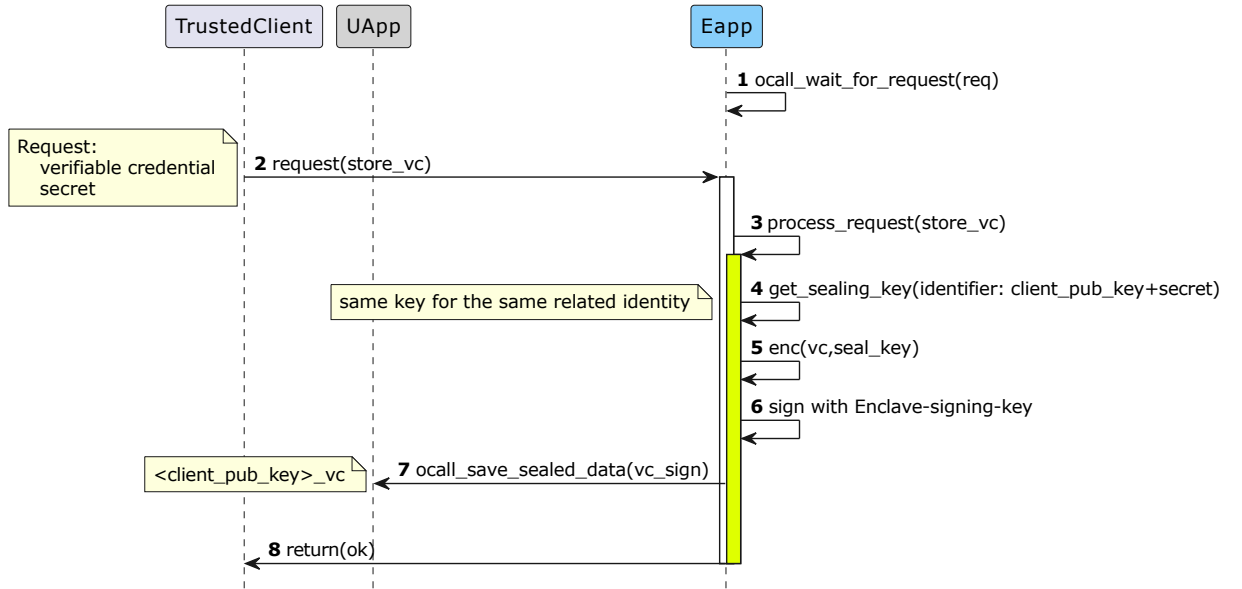 TrustedClient
UApp
Eapp
1 ocall_wait_for_request(req)
Request:
verifiable credential
secret
2 request(store_vc)
3 process_request(store_vc)
same key for the same related identity
4 get_sealing_key(identifier: client_pub_key+secret)
5 enc(vc,seal_key)
6 sign with Enclave-signing-key
<client_pub_key>_vc
7 ocall_save_sealed_data(vc_sign)
8 return(ok)